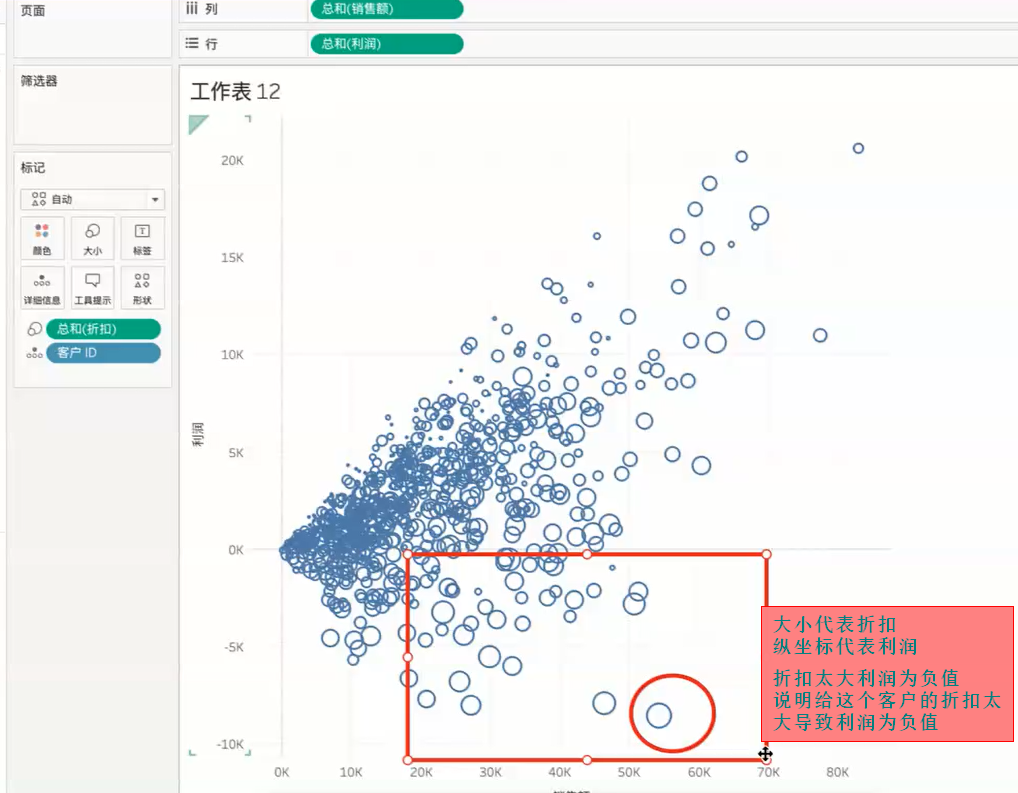 页面
列
总和(销售额)
行
总和(利润)
筛选器
工作表 12
标记
自动
颜色
大小
标签
详细信息
工具提示
形状
总和(折扣)
客户 ID
20K
15K
10K
5K
0K
-5K
-10K
利润
0K
10K
20K
30K
40K
50K
60K
70K
80K
大小代表折扣
纵坐标代表利润
折扣太大利润为负值
说明给这个客户的折扣太
大导致利润为负值